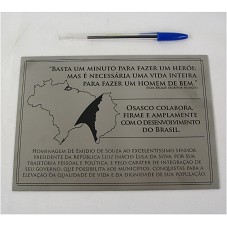 "Basta um minuto para fazer um herói,
mas é necessária uma vida inteira
para fazer um homem de bem"
Osasco colabora,
firme e amplamente
com o desenvolvimento
do Brasil.
Homenagem de Emidio de Souza ao excelentíssimo senhor
presidente da República Luiz Inácio Lula da Silva, por sua
trajetória pessoal e política, e pelo caráter de integração de
seu governo, que possibilita aos municípios, conquistas para a
elevação da qualidade de vida e da dignidade de sua população.